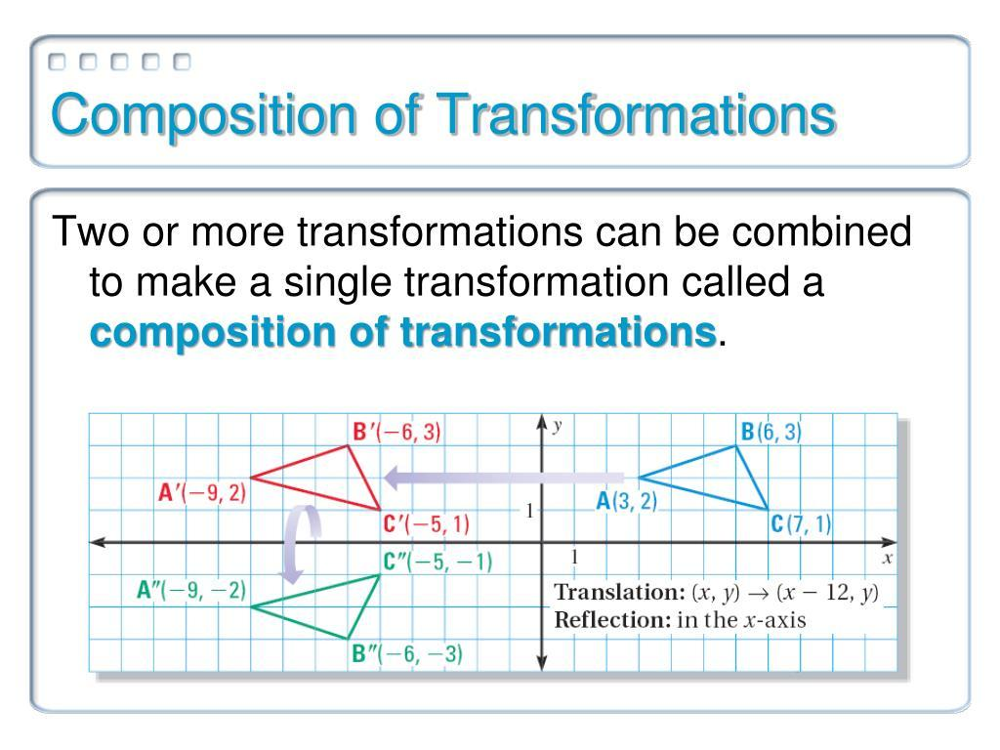 Composition of Transformations
Two or more transformations can be combined
to make a single transformation called a
composition of transformations.
B′(−6, 3)
y
B(6, 3)
A′(−9, 2)
A(3, 2)
1
C′(−5, 1)
C(7, 1)
C″(−5, −1)
1
x
A″(−9, −2)
Translation: (x, y) → (x − 12, y)
Reflection: in the x-axis
B″(−6, −3)